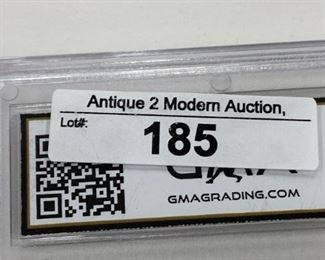 Antique 2 Modern Auction,
Lot#:
185
GMAGRADING.COM